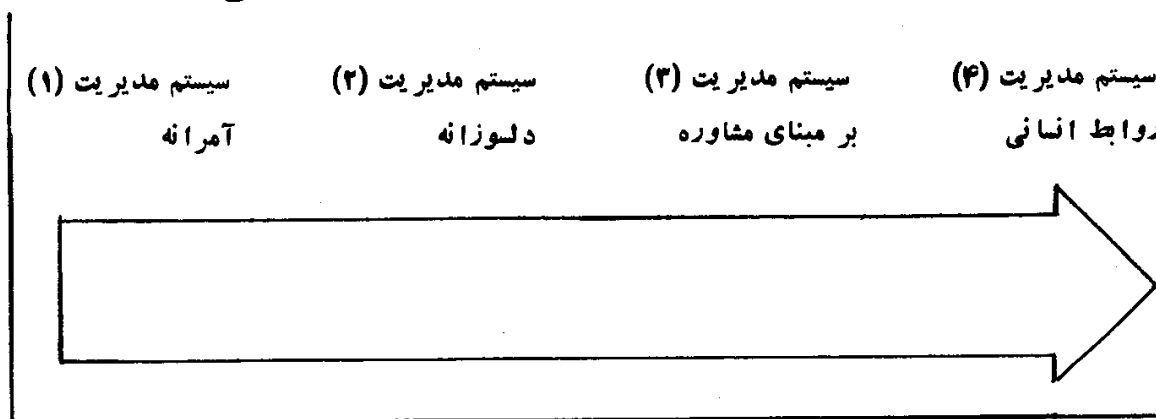 سیستم مدیریت (۱)
آمرانه
سیستم مدیریت (۲)
دلسوزانه
سیستم مدیریت (۳)
بر مبنای مشاوره
سیستم مدیریت (۴)
روابط انسانی